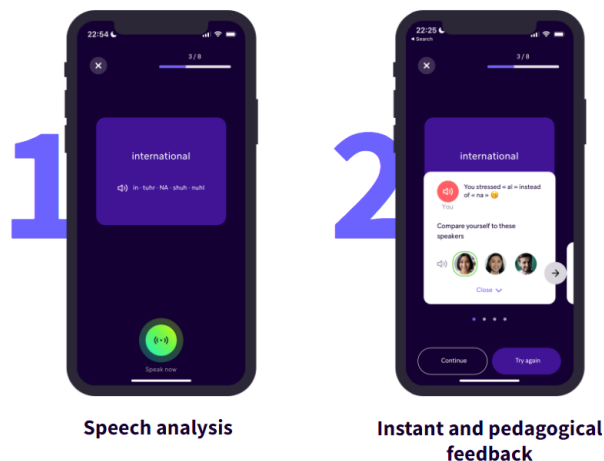 1
22:54
3 / 8
international
in · tuhr · NA · shuh · nuhl
Speak now
Speech analysis
2
22:25
Search
3 / 8
international
You stressed « al » instead
of « na »
You
Compare yourself to these
speakers
Close
Continue
Try again
Instant and pedagogical
feedback